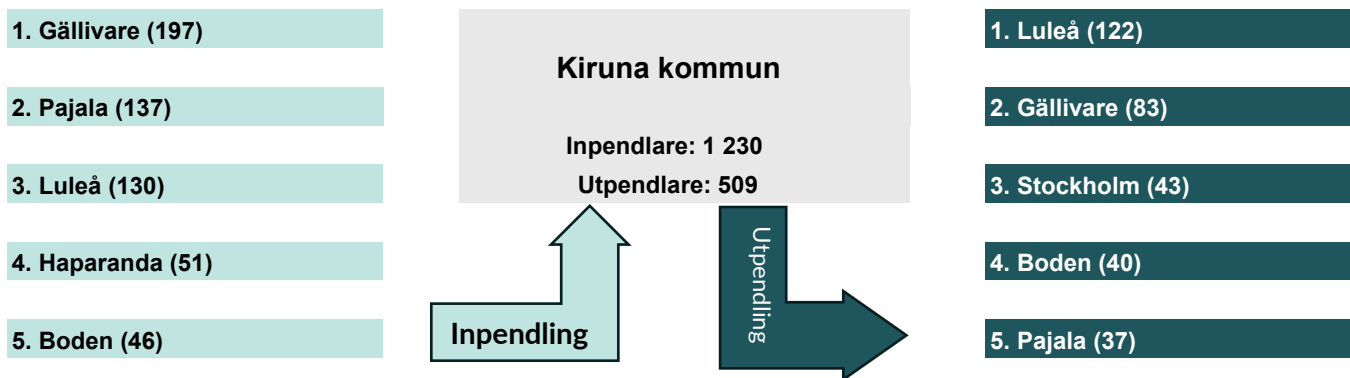 1. Gällivare (197)
2. Pajala (137)
3. Luleå (130)
4. Haparanda (51)
5. Boden (46)
Kiruna kommun
Inpendlare: 1 230
Utpendlare: 509
Inpendling
Utpendling
1. Luleå (122)
2. Gällivare (83)
3. Stockholm (43)
4. Boden (40)
5. Pajala (37)